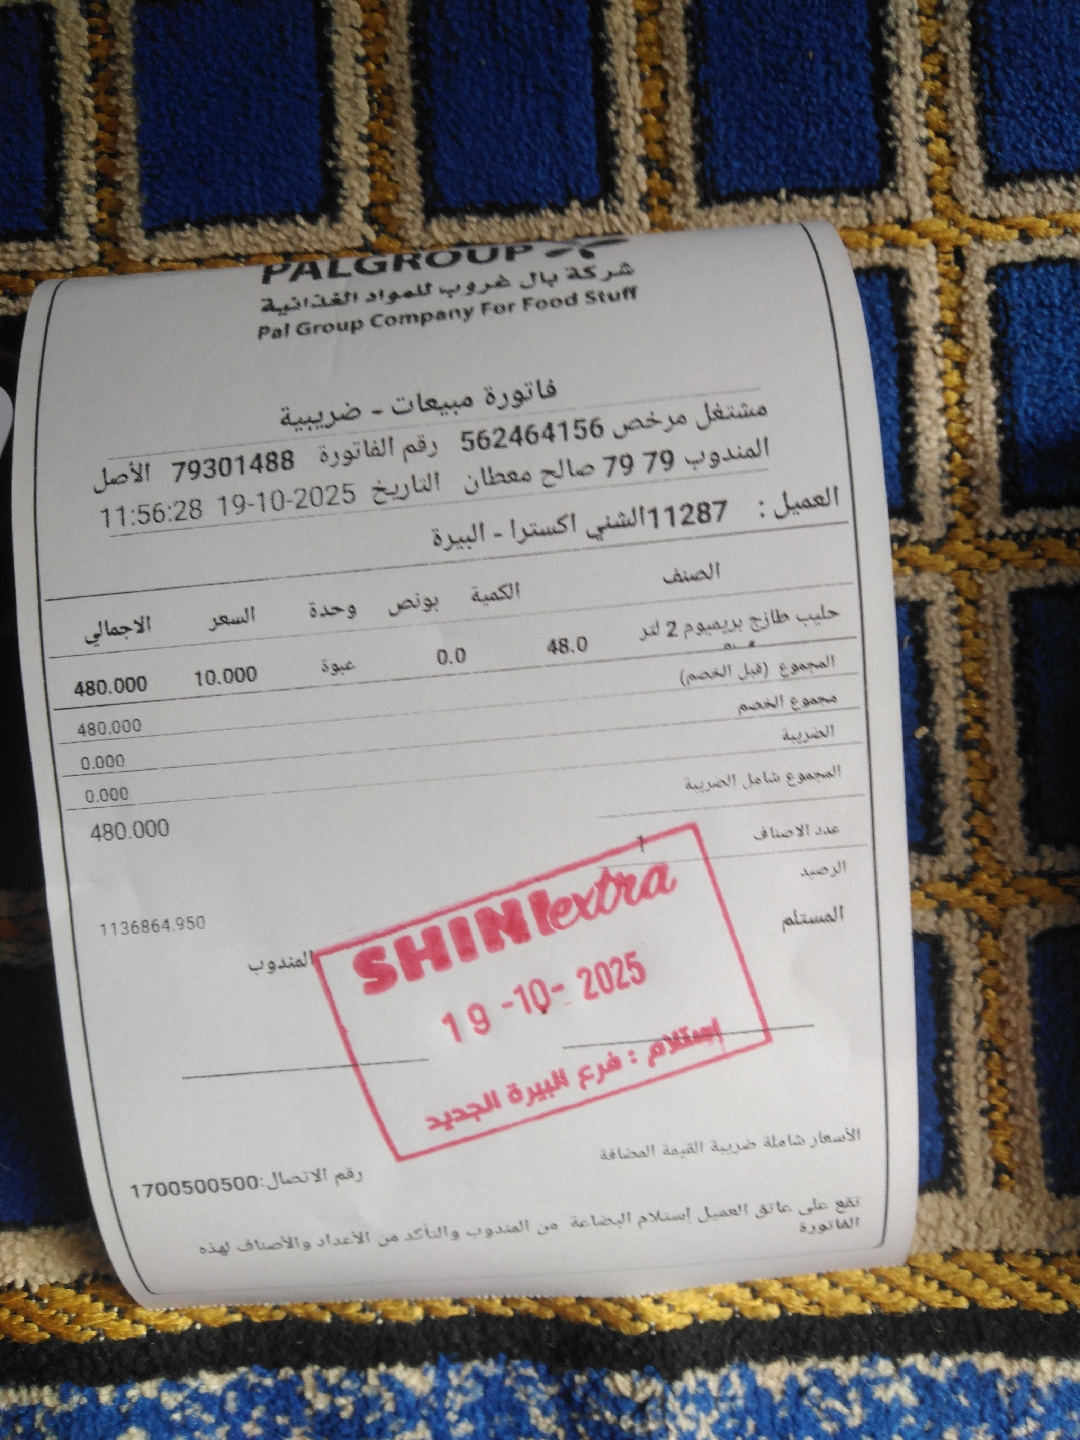 PALGROUP
شركة بال غروب للمواد الغذائية
Pal Group Company For Food Stuff
فاتورة مبيعات - ضريبية
مشتغل مرخص 562464156 رقم الفاتورة 79301488 الأصل
المندوب 79 79 صالح معطان التاريخ 19-10-2025 11:56:28
العميل : 11287الشني اكسترا - البيرة
الصنف الكمية بونص وحدة السعر الاجمالي
حليب طازج بريميوم 2 لتر 48.0 0.0 عبوة 10.000 480.000
المجموع (قبل الخصم) 480.000
مجموع الخصم 0.000
الضريبة 0.000
المجموع شامل الضريبة 480.000
عدد الاصناف 1
الرصيد 1136864.950
المستلم المندوب
SHINI extra
19-10-2025
إستلام : فرع البيرة الجديد
الأسعار شاملة ضريبة القيمة المضافة
رقم الاتصال:1700500500
تقع على عاتق العميل إستلام البضاعة من المندوب والتأكد من الأعداد والأصناف لهذه
الفاتورة